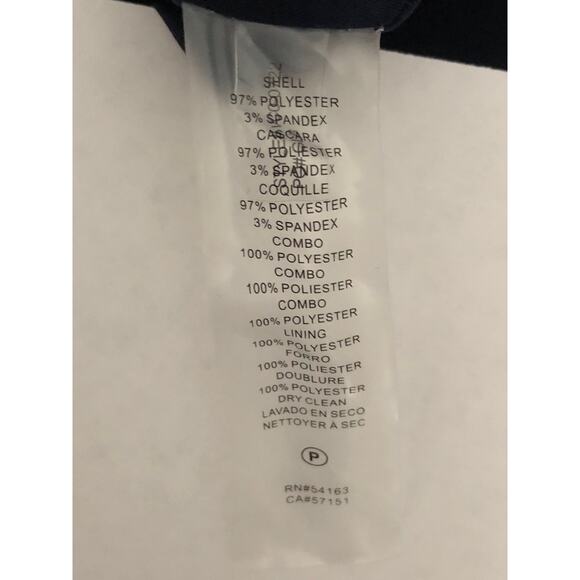 SHELL
97% POLYESTER
3% SPANDEX
CASCARA
97% POLIESTER
3% SPANDEX
COQUILLE
97% POLYESTER
3% SPANDEX
COMBO
100% POLYESTER
COMBO
100% POLIESTER
COMBO
100% POLYESTER
LINING
100% POLYESTER
FORRO
100% POLIESTER
DOUBLURE
100% POLYESTER
DRY CLEAN
LAVADO EN SECO
NETTOYER À SEC
P
RN#54163
CA#57151